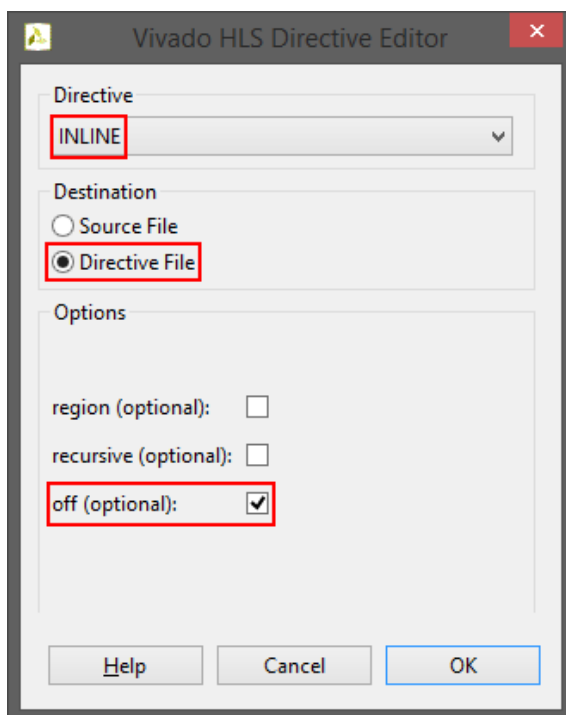 Vivado HLS Directive Editor
Directive
INLINE
Destination
Source File
Directive File
Options
region (optional):
recursive (optional):
off (optional):
Help Cancel OK